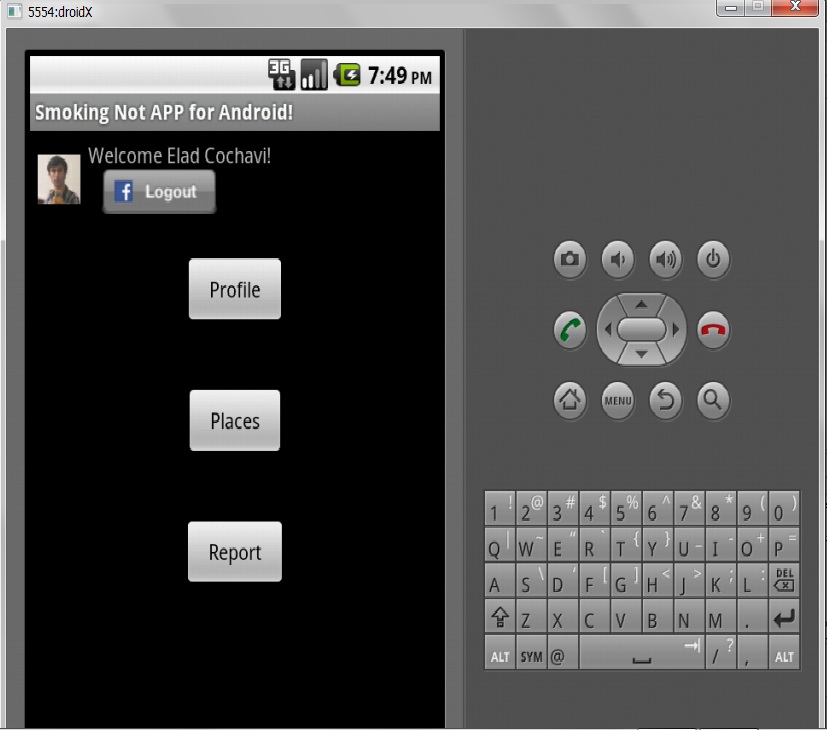 5554:droidX
3G 7:49 PM
Smoking Not APP for Android!
Welcome Elad Cochavi!
f Logout
Profile
Places
Report
MENU
1 ! 2 @ 3 # 4 $ 5 % 6 ^ 7 & 8 * 9 ( 0 )
Q | W ~ E " R ` T { Y } U _ I - O + P =
A S \ D ' F [ G ] H < J > K ; L : DEL
Z X C V B N M .
ALT SYM @ / ? , ALT